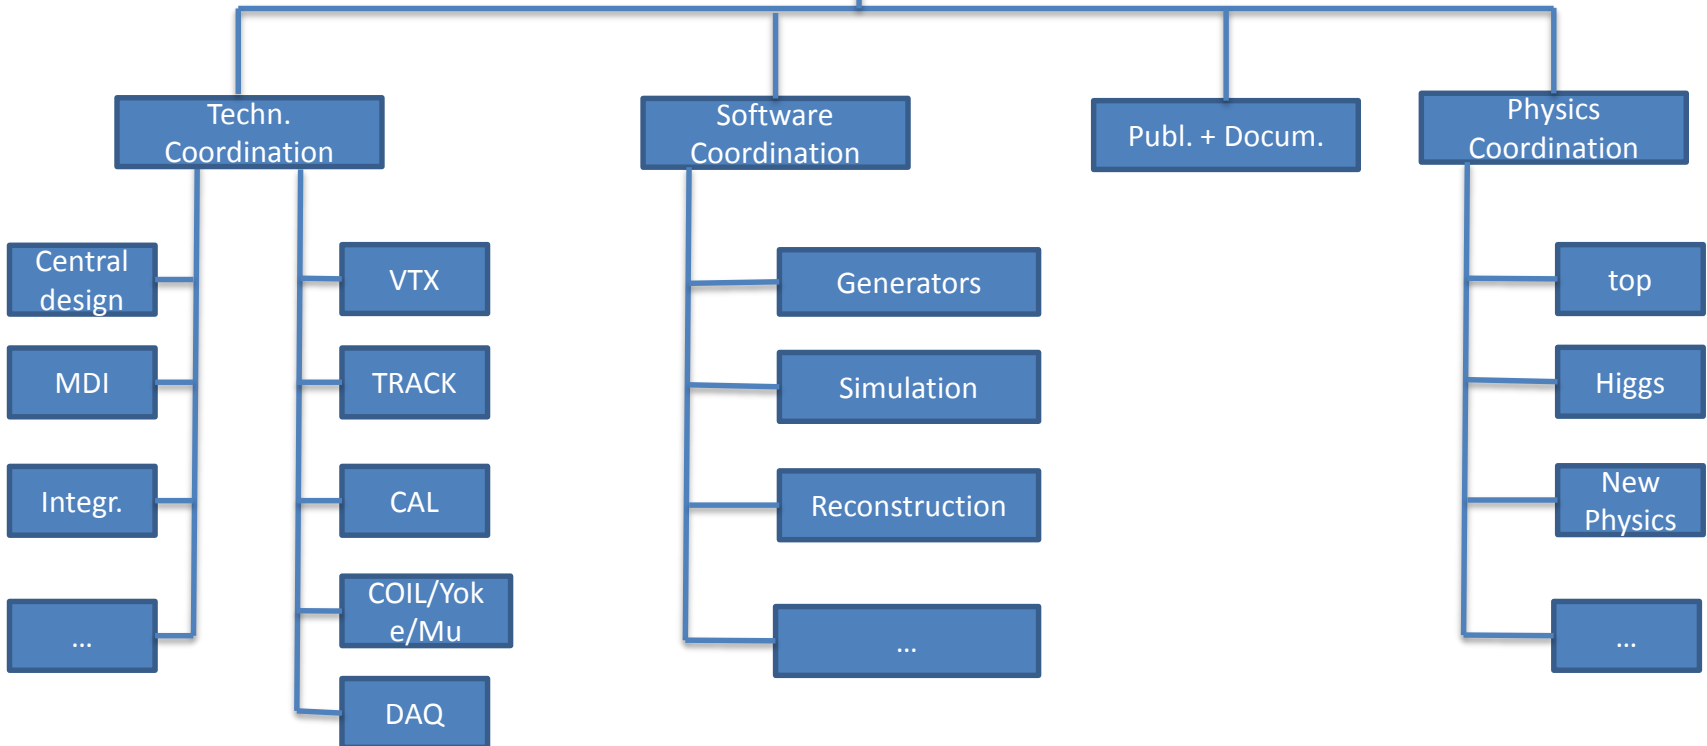 Techn.
Coordination
Software
Coordination
Publ. + Docum.
Physics
Coordination
Central
design
MDI
Integr.
...
VTX
TRACK
CAL
COIL/Yok
e/Mu
DAQ
Generators
Simulation
Reconstruction
...
top
Higgs
New
Physics
...